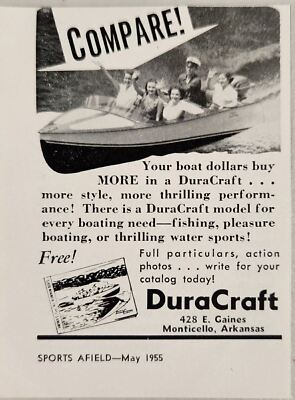 COMPARE!
Your boat dollars buy
MORE in a DuraCraft . . .
more style, more thrilling perform-
ance! There is a DuraCraft model for
every boating need—fishing, pleasure
boating, or thrilling water sports!
Free!
Full particulars, action
photos . . . write for your
catalog today!
DuraCraft
428 E. Gaines
Monticello, Arkansas
SPORTS AFIELD—May 1955